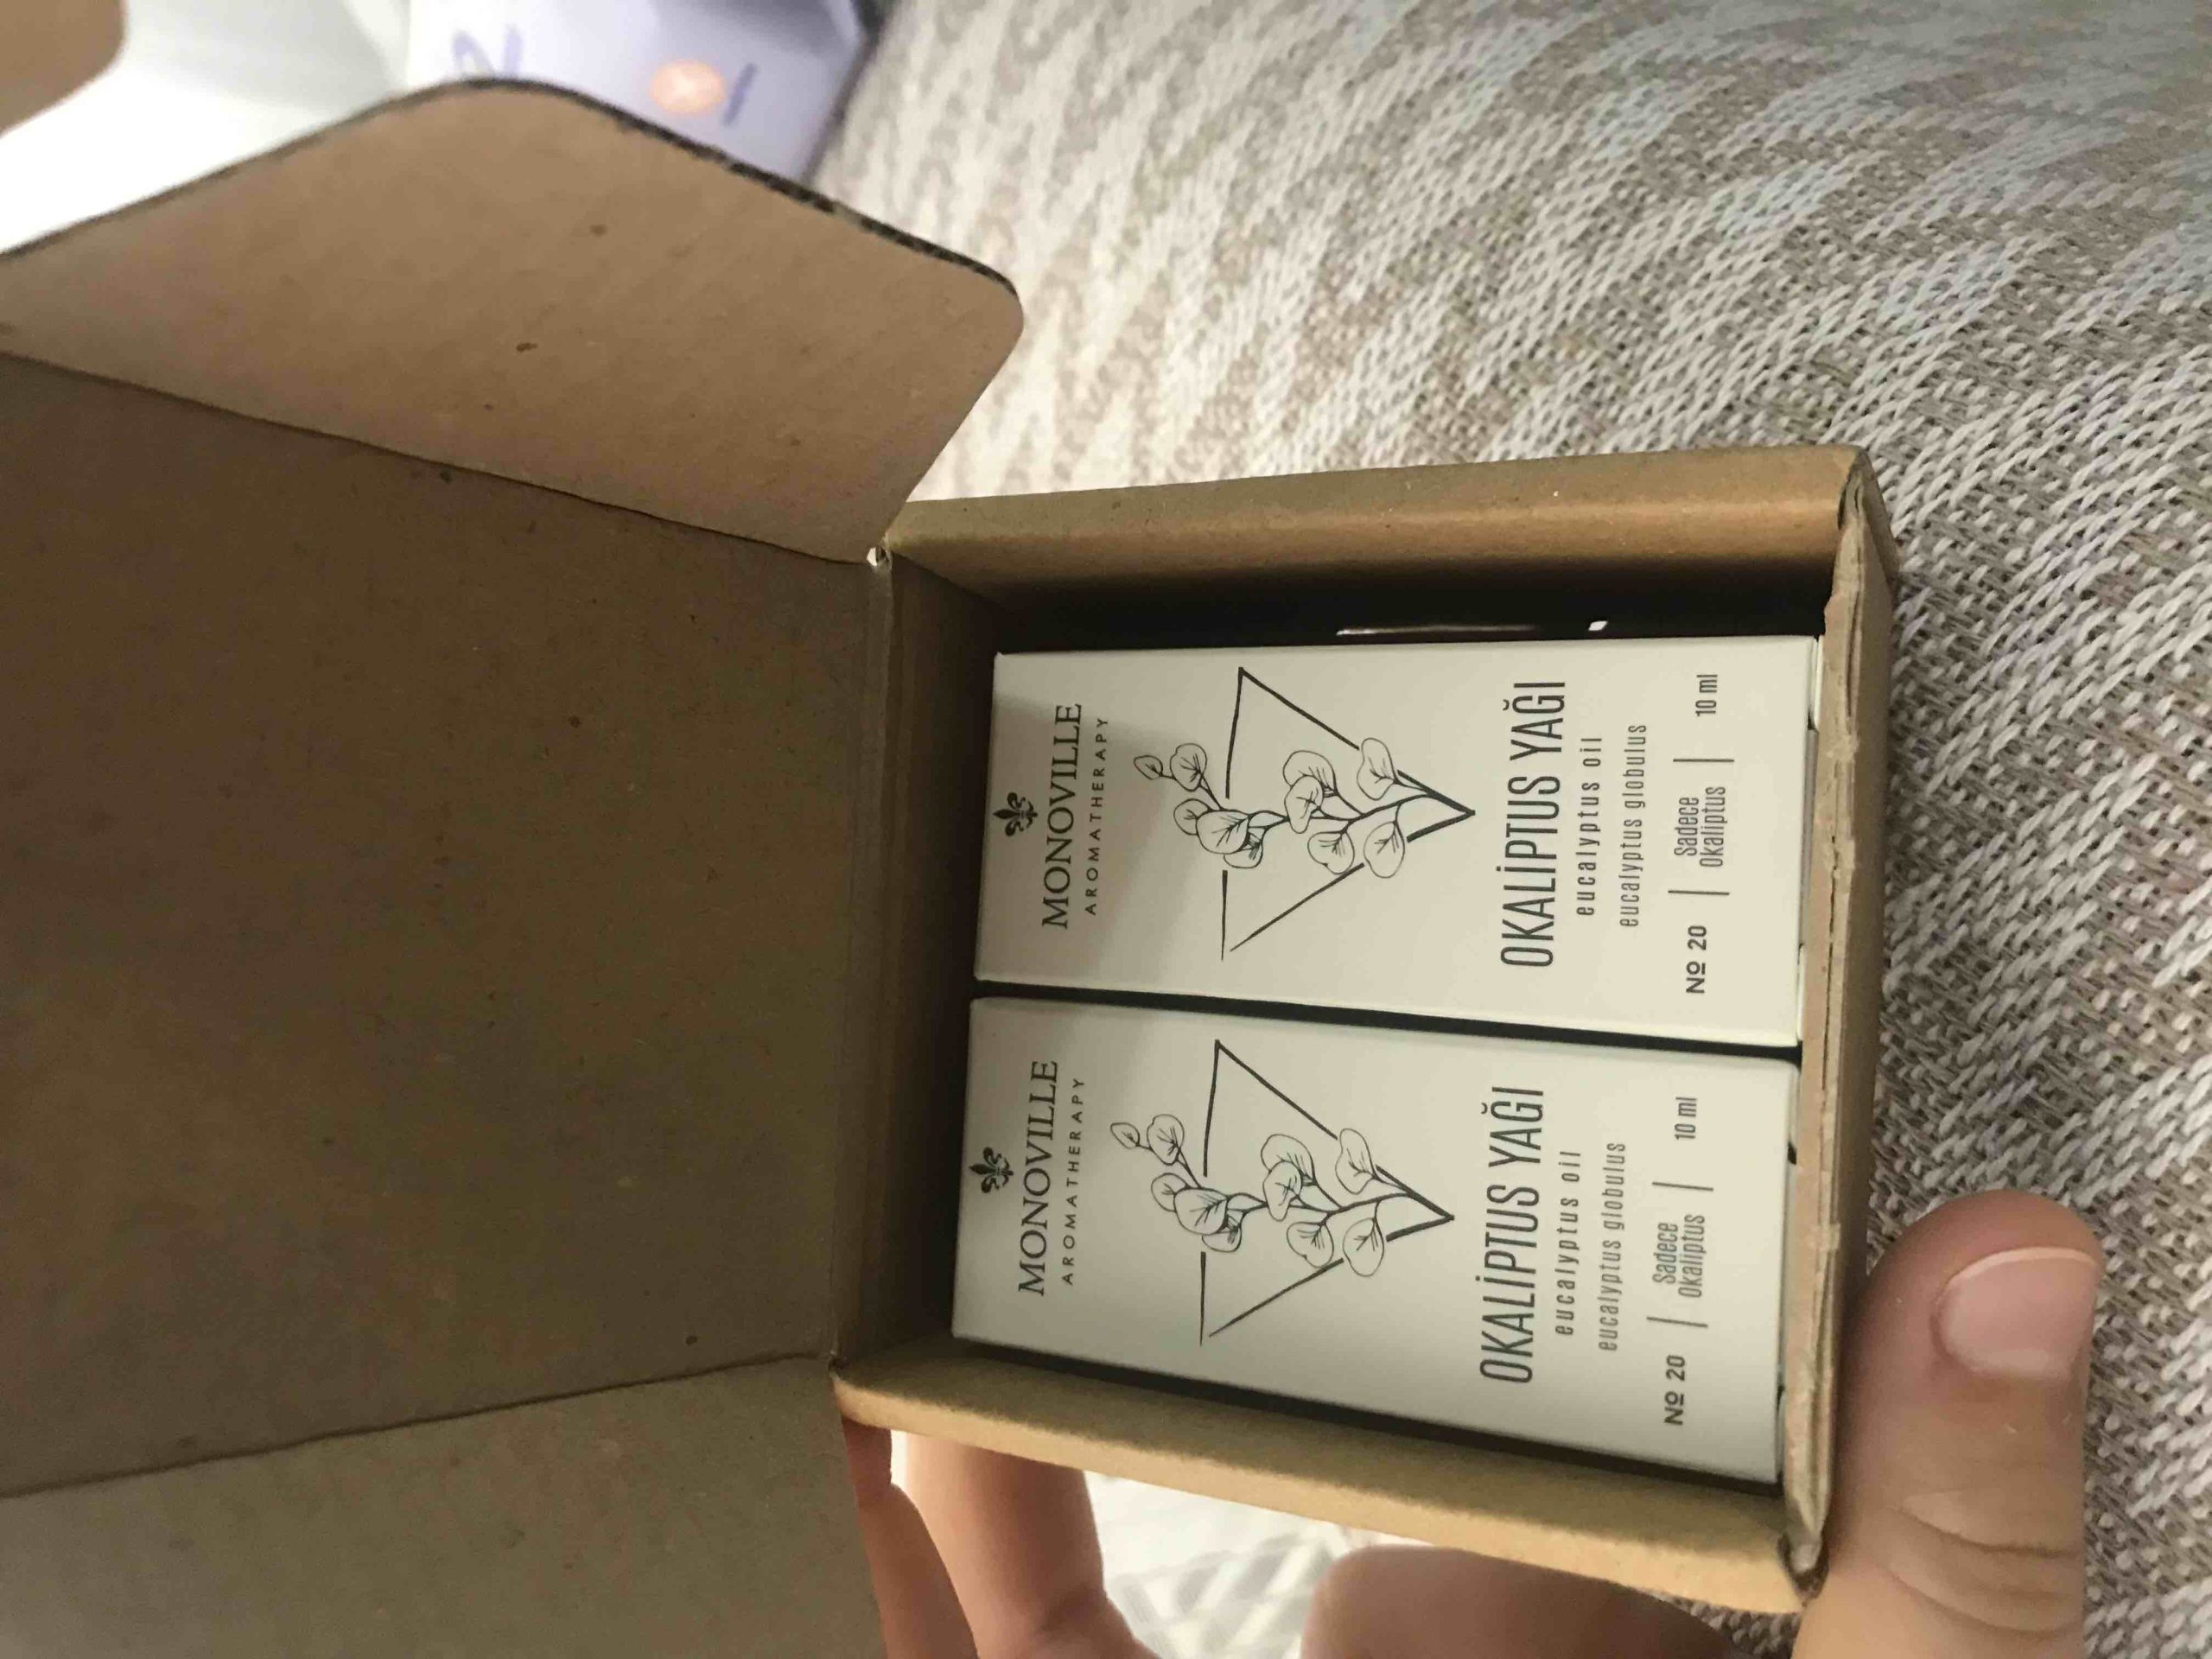 MONOVILLE
AROMATHERAPY
OKALİPTUS YAĞI
eucalyptus oil
eucalyptus globulus
Nº 20
Sadece
Okaliptus
10 ml
MONOVILLE
AROMATHERAPY
OKALİPTUS YAĞI
eucalyptus oil
eucalyptus globulus
Nº 20
Sadece
Okaliptus
10 ml